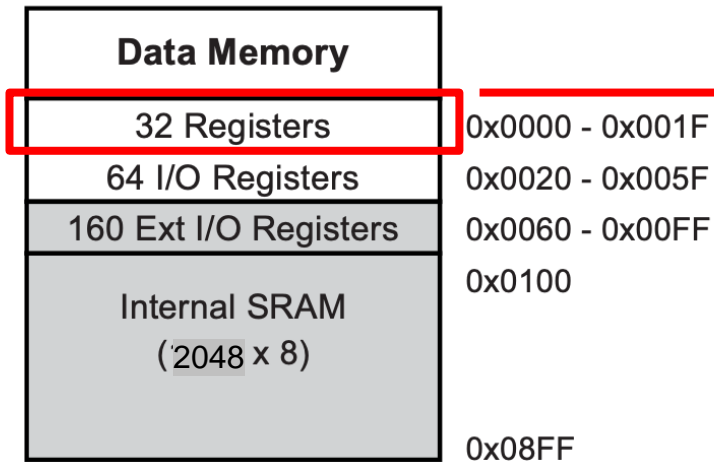 Data Memory
32 Registers 0x0000 - 0x001F
64 I/O Registers 0x0020 - 0x005F
160 Ext I/O Registers 0x0060 - 0x00FF
0x0100
Internal SRAM
(2048 x 8)
0x08FF